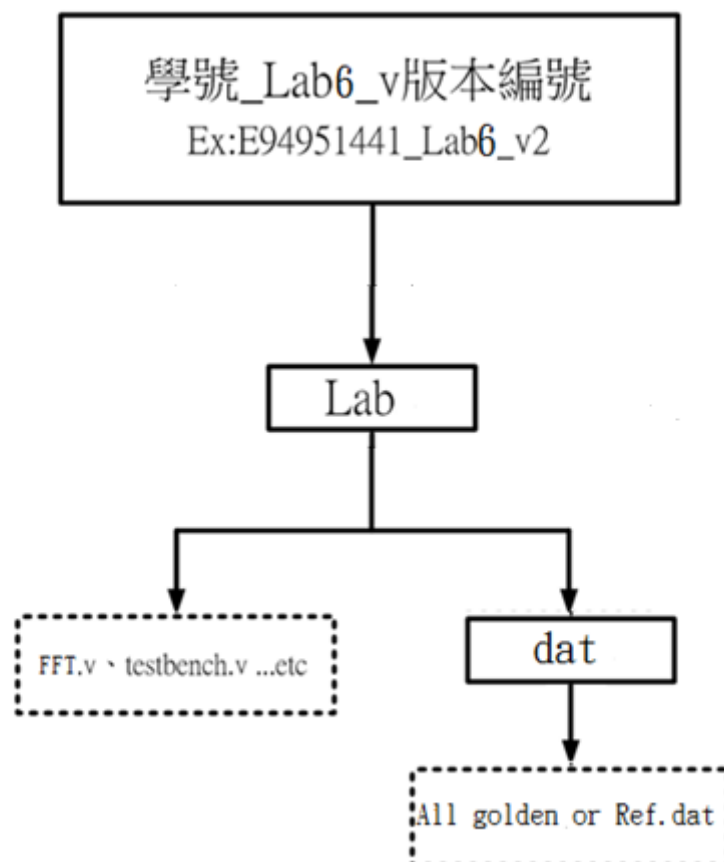 學號_Lab6_v版本編號
Ex:E94951441_Lab6_v2
Lab
FFT.v、testbench.v ...etc
dat
All golden or Ref.dat